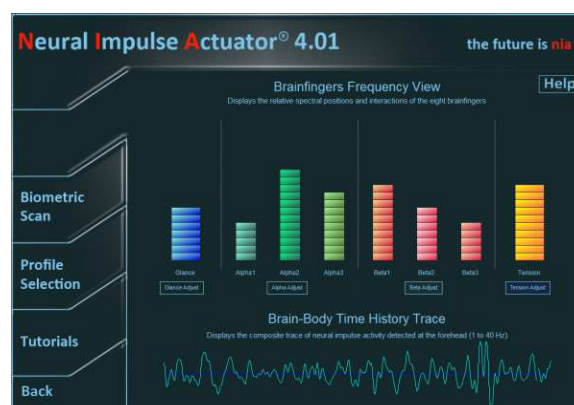 Neural Impulse Actuator® 4.01
the future is nia
Brainfingers Frequency View
Help
Displays the relative spectral positions and interactions of the eight brainfingers
Biometric
Scan
Profile
Selection
Tutorials
Back
Glance
Alpha1
Alpha2
Alpha3
Beta1
Beta2
Beta3
Tension
Glance Adjust
Alpha Adjust
Beta Adjust
Tension Adjust
Brain-Body Time History Trace
Displays the composite trace of neural impulse activity detected at the forehead (1 to 40 Hz)